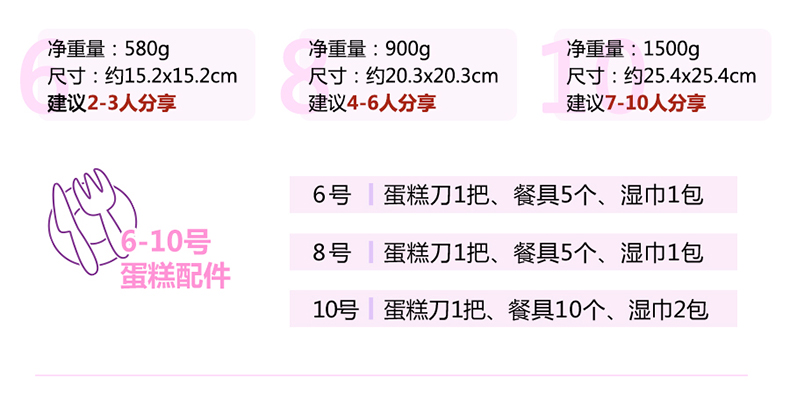 6
净重量：580g
尺寸：约15.2x15.2cm
建议2-3人分享
8
净重量：900g
尺寸：约20.3x20.3cm
建议4-6人分享
10
净重量：1500g
尺寸：约25.4x25.4cm
建议7-10人分享
6-10号
蛋糕配件
6号 蛋糕刀1把、餐具5个、湿巾1包
8号 蛋糕刀1把、餐具5个、湿巾1包
10号 蛋糕刀1把、餐具10个、湿巾2包